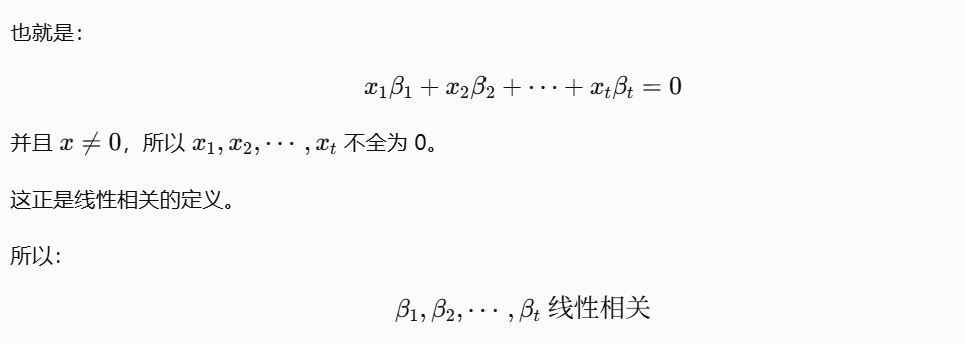 也就是：
x₁β₁ + x₂β₂ + ⋯ + xₜβₜ = 0
并且 x ≠ 0，所以 x₁, x₂, ⋯ , xₜ 不全为 0。
这正是线性相关的定义。
所以：
β₁, β₂, ⋯ , βₜ 线性相关